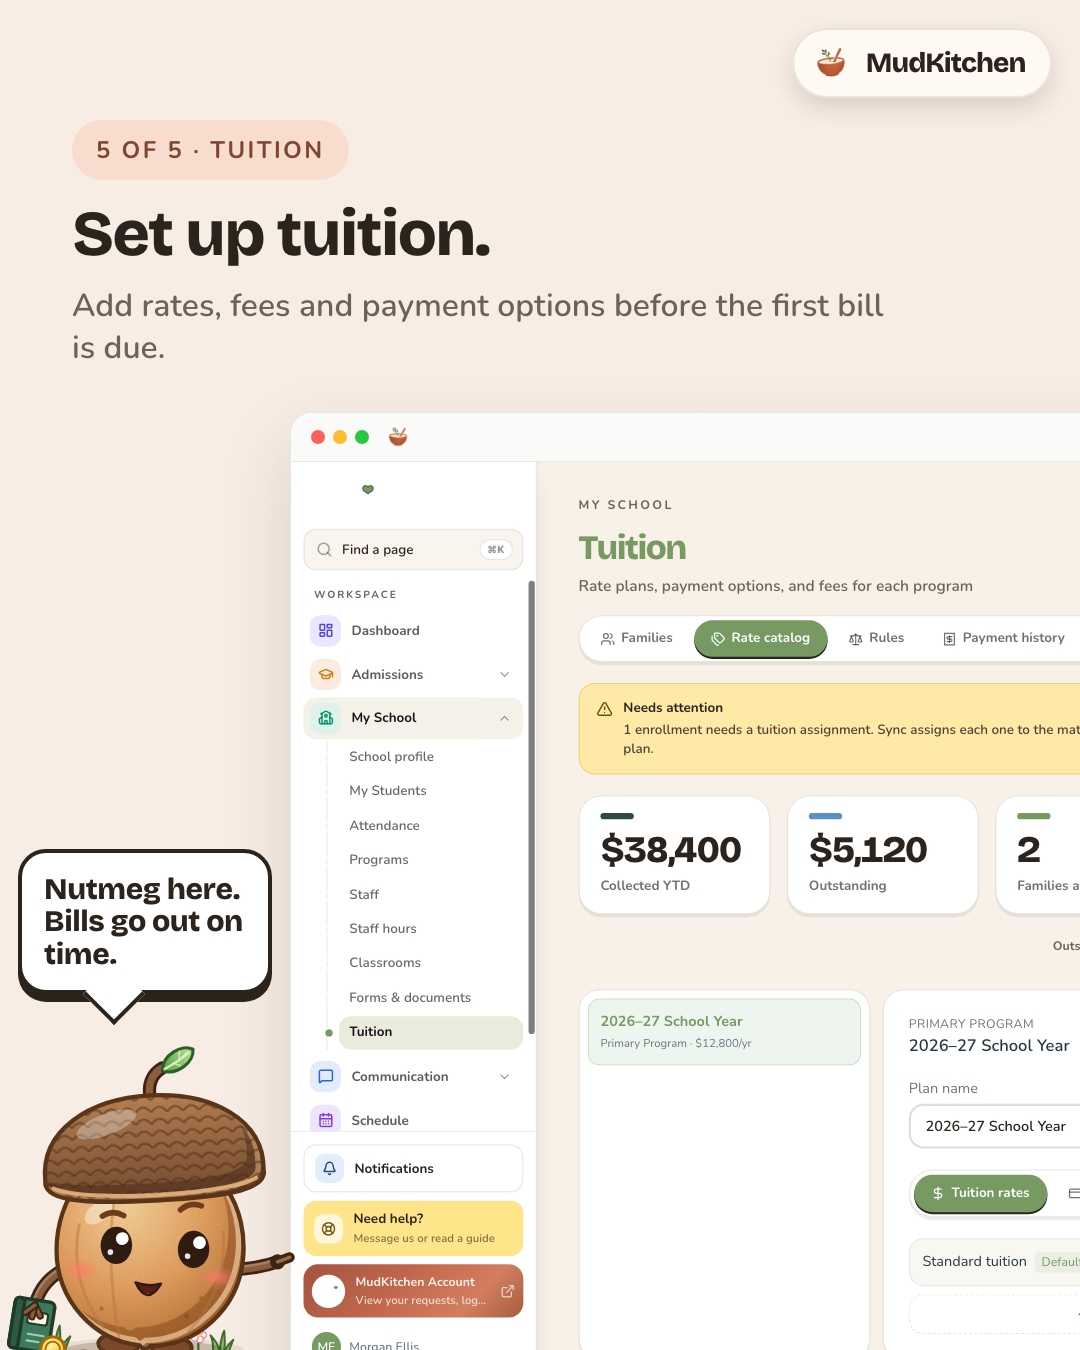 MudKitchen
5 OF 5 · TUITION
Set up tuition.
Add rates, fees and payment options before the first bill
is due.
Find a page
⌘K
WORKSPACE
Dashboard
Admissions
My School
School profile
My Students
Attendance
Programs
Staff
Staff hours
Classrooms
Forms & documents
Tuition
Communication
Schedule
Notifications
Need help?
Message us or read a guide
MudKitchen Account
View your requests, log...
ME
Morgan Ellis
MY SCHOOL
Tuition
Rate plans, payment options, and fees for each program
Families
Rate catalog
Rules
Payment history
Needs attention
1 enrollment needs a tuition assignment. Sync assigns each one to the mat
plan.
$38,400
Collected YTD
$5,120
Outstanding
2
Families a
Outs
2026–27 School Year
Primary Program · $12,800/yr
PRIMARY PROGRAM
2026–27 School Year
Plan name
2026–27 School Year
Tuition rates
Standard tuition
Defaul
Nutmeg here.
Bills go out on
time.